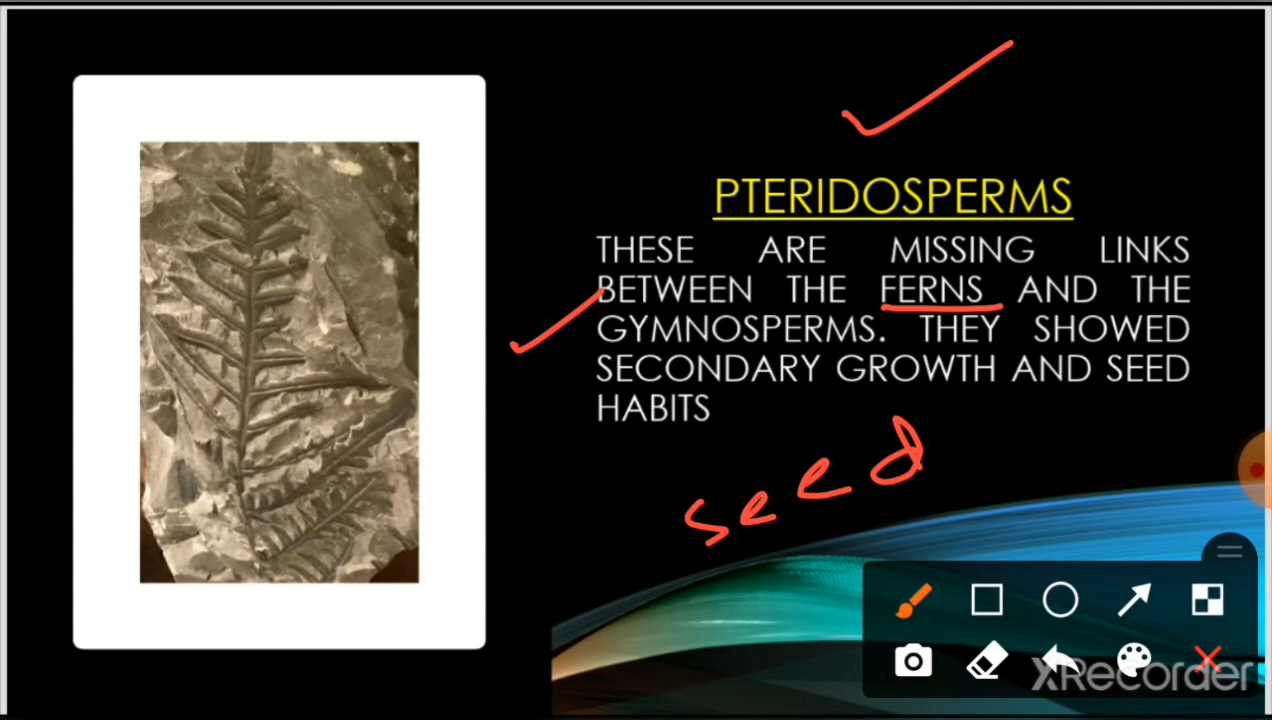 PTERIDOSPERMS
THESE ARE MISSING LINKS
BETWEEN THE FERNS AND THE
GYMNOSPERMS. THEY SHOWED
SECONDARY GROWTH AND SEED
HABITS
seed
XRecorder